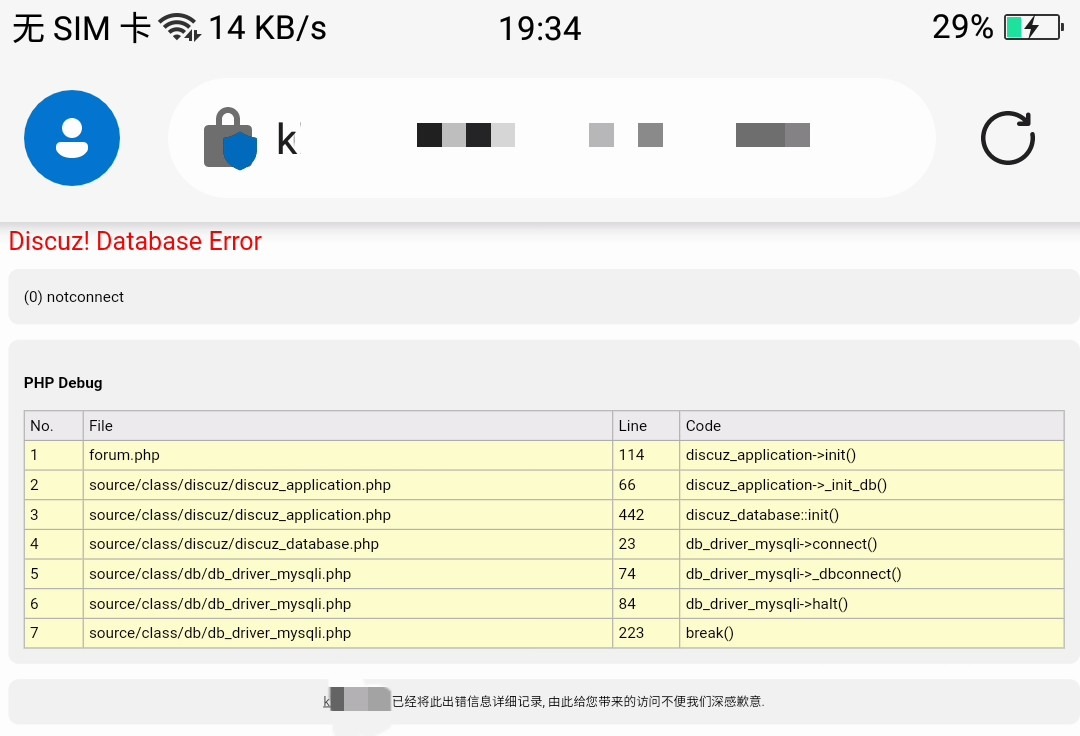 无 SIM 卡 14 KB/s 19:34 29%
k
Discuz! Database Error
(0) notconnect
PHP Debug
No. File Line Code
1 forum.php 114 discuz_application->init()
2 source/class/discuz/discuz_application.php 66 discuz_application->_init_db()
3 source/class/discuz/discuz_application.php 442 discuz_database::init()
4 source/class/discuz/discuz_database.php 23 db_driver_mysqli->connect()
5 source/class/db/db_driver_mysqli.php 74 db_driver_mysqli->_dbconnect()
6 source/class/db/db_driver_mysqli.php 84 db_driver_mysqli->halt()
7 source/class/db/db_driver_mysqli.php 223 break()
k 已经将此出错信息详细记录, 由此给您带来的访问不便我们深感歉意.